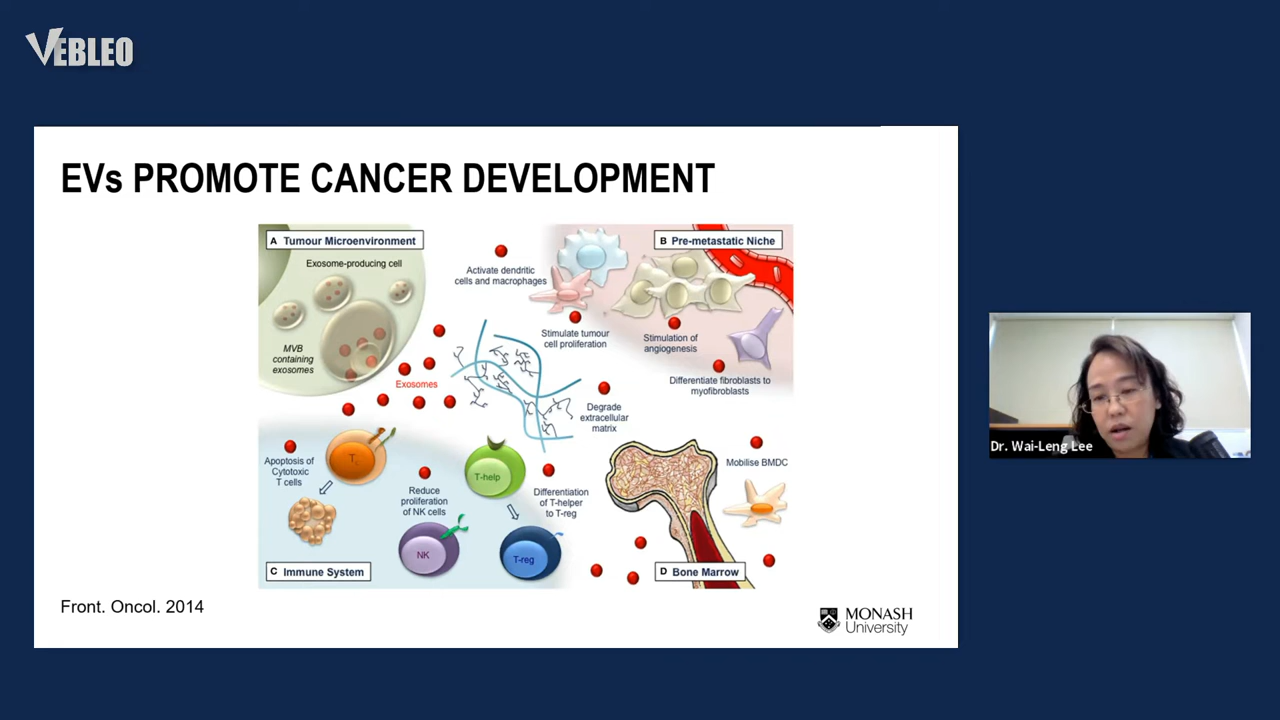 VEBLEO
EVs PROMOTE CANCER DEVELOPMENT
A Tumour Microenvironment
Exosome-producing cell
MVB
containing
exosomes
Exosomes
Activate dendritic
cells and macrophages
B Pre-metastatic Niche
Stimulate tumour
cell proliferation
Stimulation of
angiogenesis
Differentiate fibroblasts to
myofibroblasts
Degrade
extracellular
matrix
Apoptosis of
Cytotoxic
T cells
Reduce
proliferation
of NK cells
NK
T-help
Differentiation
of T-helper
to T-reg
T-reg
C Immune System
Mobilise BMDC
D Bone Marrow
Front. Oncol. 2014
MONASH
University
Dr. Wai-Leng Lee